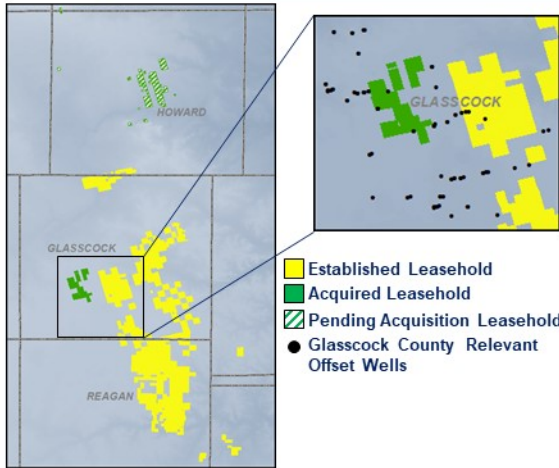 HOWARD
GLASSCOCK
GLASSCOCK
REAGAN
Established Leasehold
Acquired Leasehold
Pending Acquisition Leasehold
Glasscock County Relevant
Offset Wells